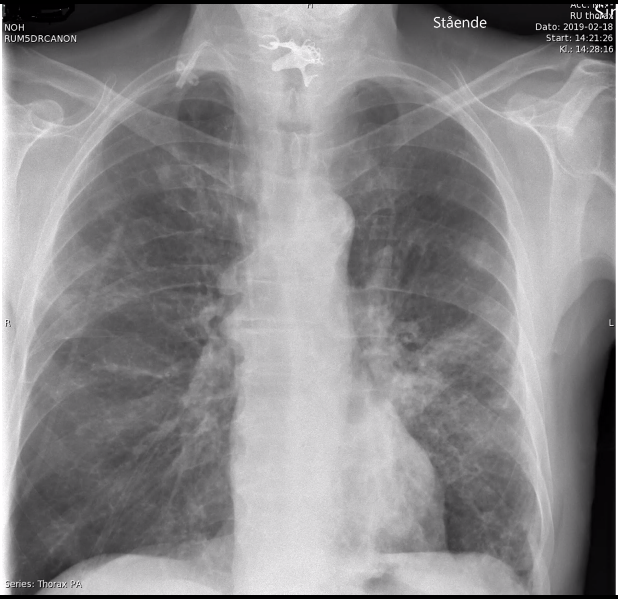 NOH
RUM5DRCANON
Stående
RU thorax
Dato: 2019-02-18
Start: 14:21:26
Kl.: 14:28:16
R
L
Series: Thorax PA